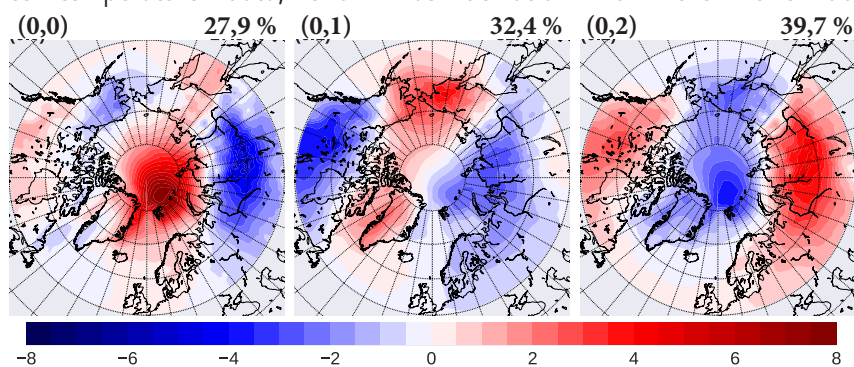 (0,0) 27,9 % (0,1) 32,4 % (0,2) 39,7 %
−8 −6 −4 −2 0 2 4 6 8